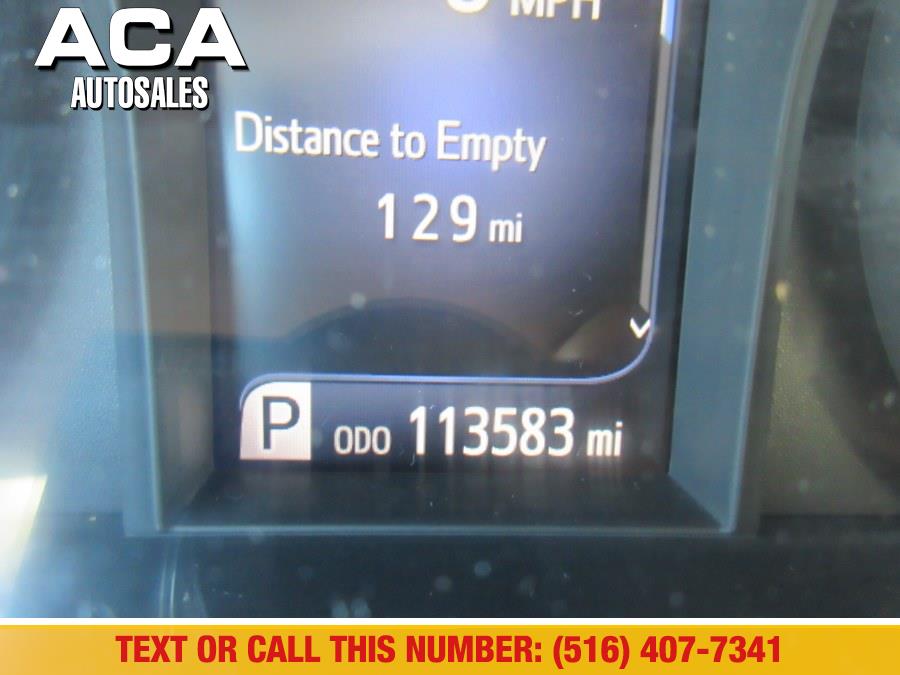 ACA
AUTOSALES
MPH
Distance to Empty
129 mi
P ODO 113583 mi
TEXT OR CALL THIS NUMBER: (516) 407-7341